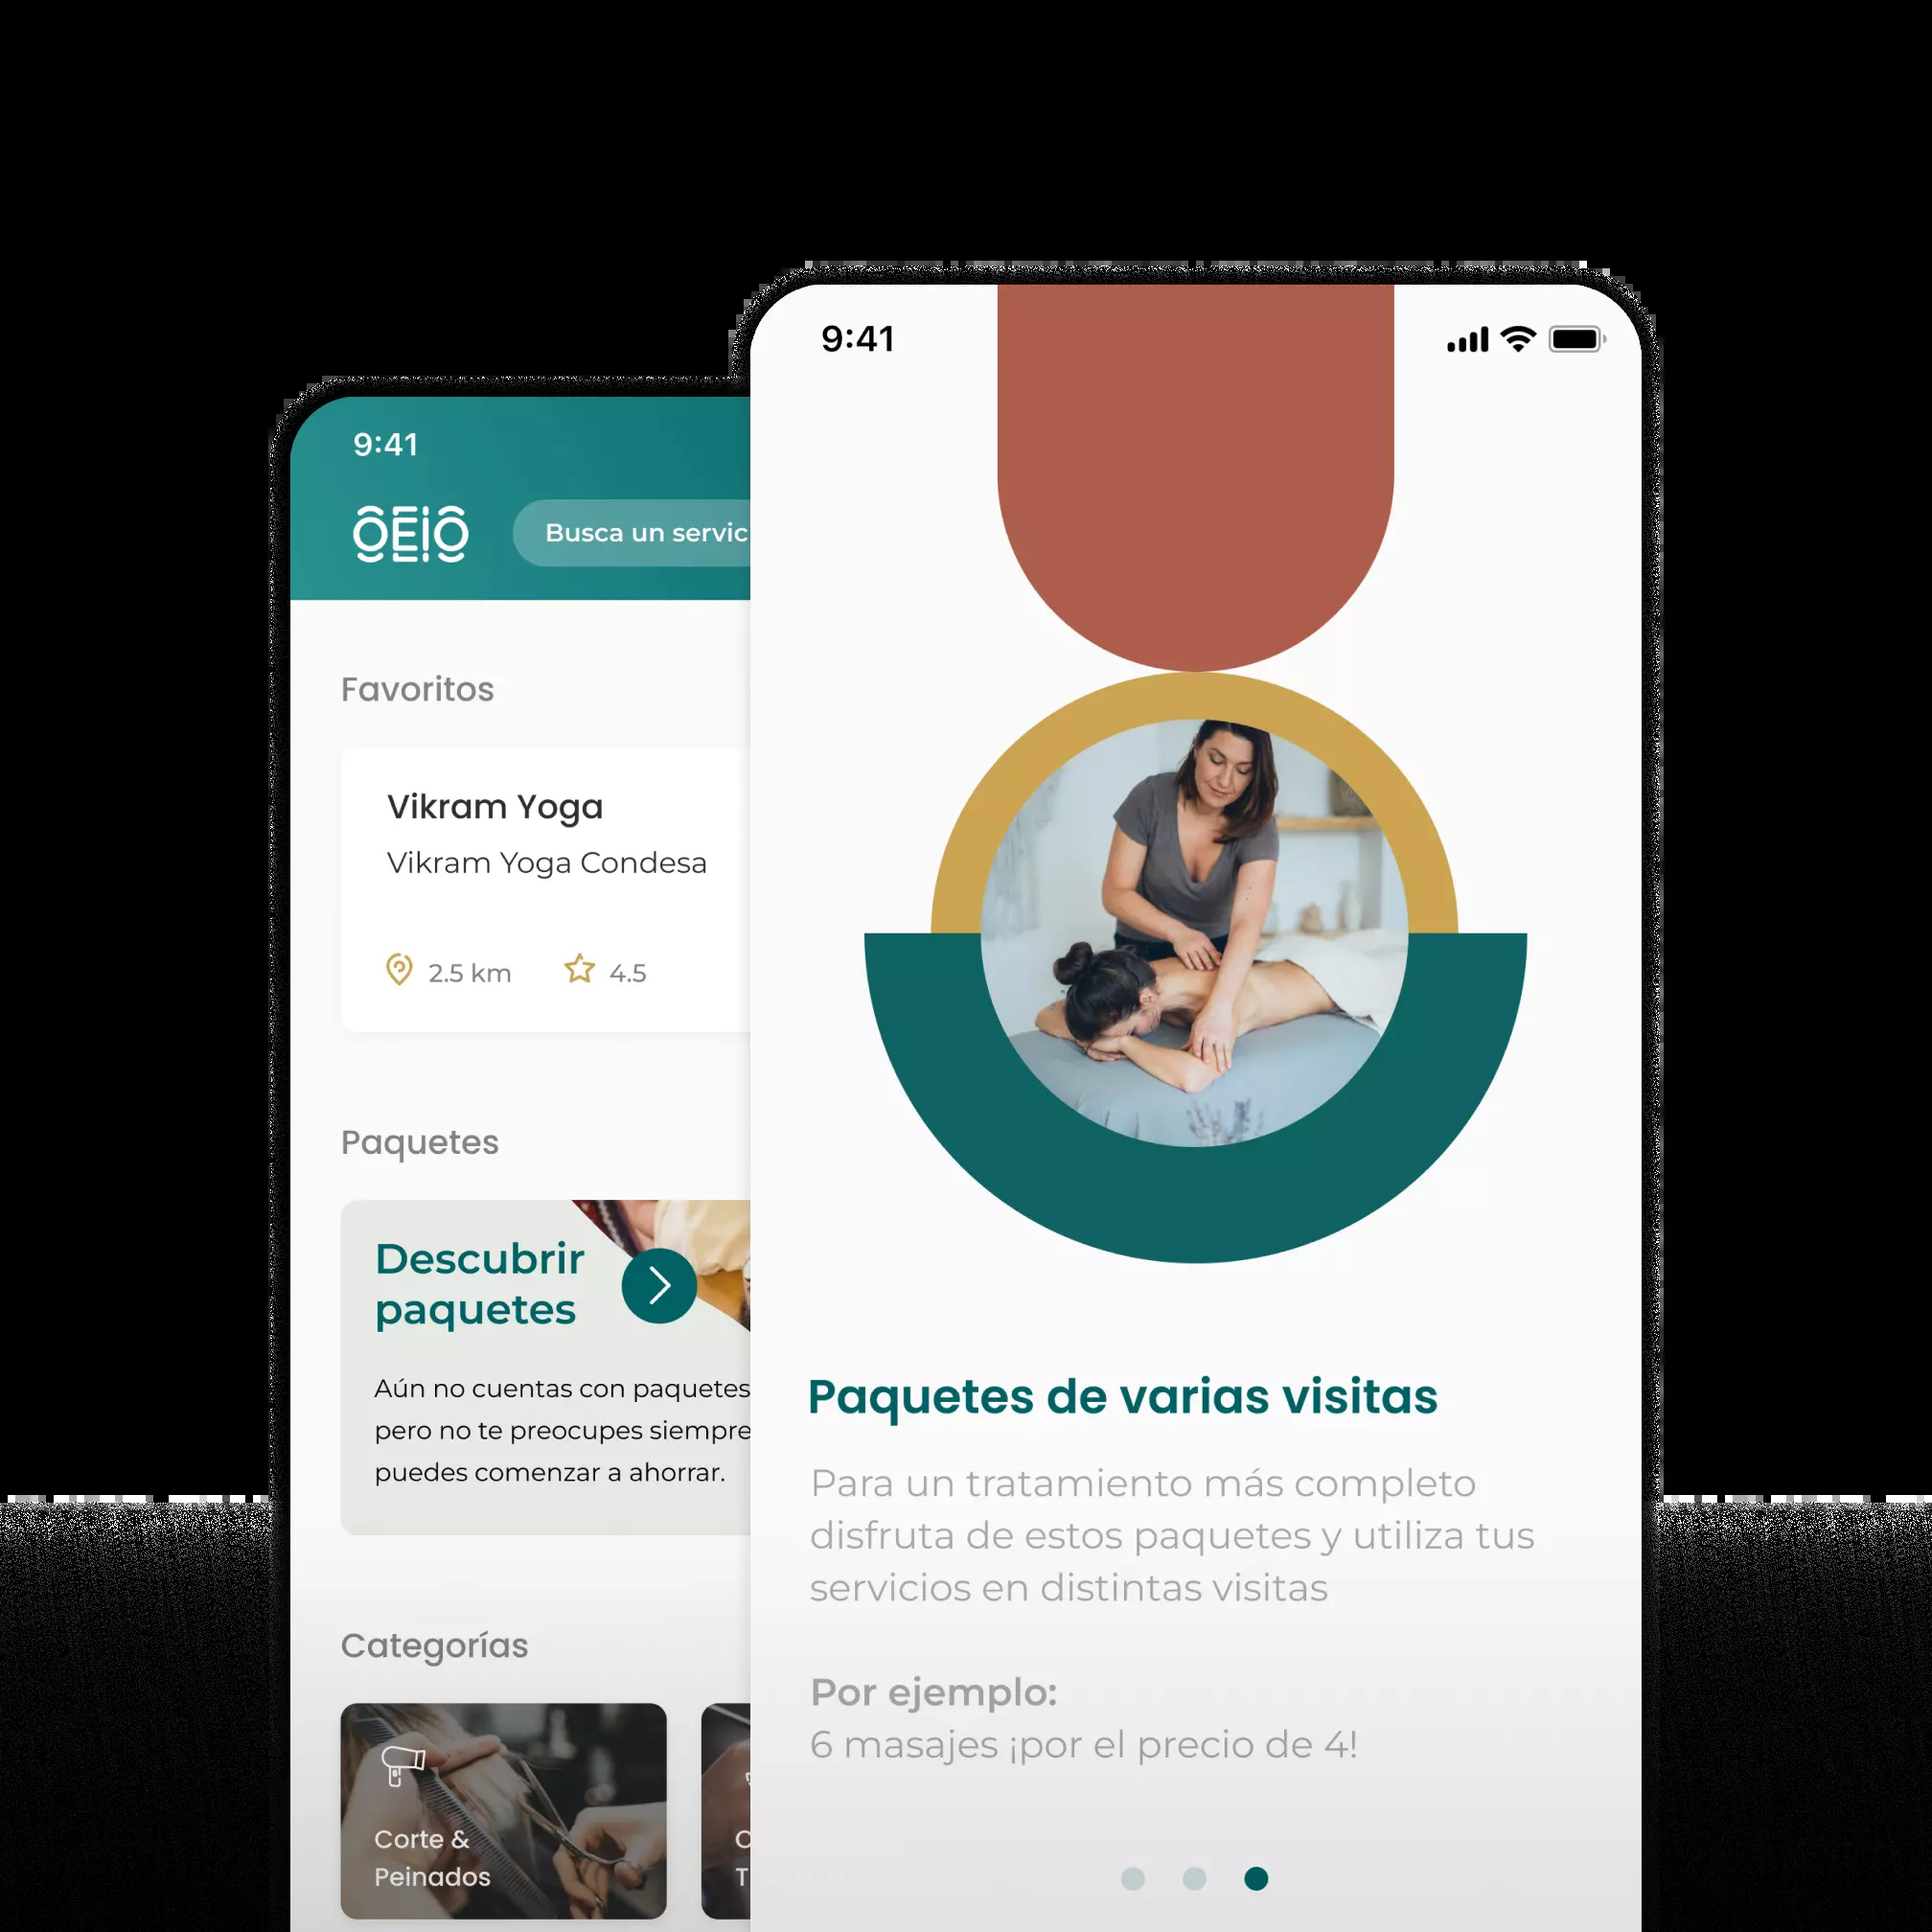 9:41
OEIO
Busca un servic
Favoritos
Vikram Yoga
Vikram Yoga Condesa
2.5 km 4.5
Paquetes
Descubrir
paquetes
Aún no cuentas con paquetes
pero no te preocupes siempre
puedes comenzar a ahorrar.
Categorías
Corte &
Peinados
C
T
9:41
Paquetes de varias visitas
Para un tratamiento más completo
disfruta de estos paquetes y utiliza tus
servicios en distintas visitas
Por ejemplo:
6 masajes ¡por el precio de 4!